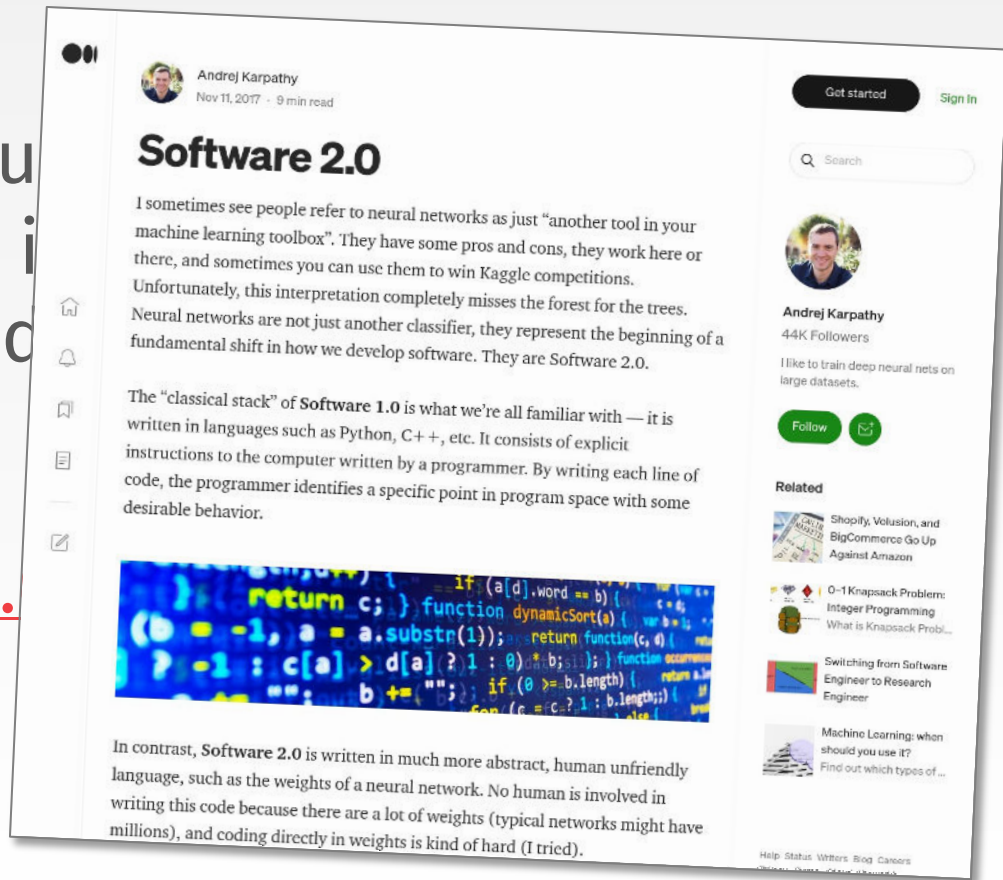 u
i
d
Andrej Karpathy
Nov 11, 2017 · 9 min read
Software 2.0
I sometimes see people refer to neural networks as just “another tool in your
machine learning toolbox”. They have some pros and cons, they work here or
there, and sometimes you can use them to win Kaggle competitions.
Unfortunately, this interpretation completely misses the forest for the trees.
Neural networks are not just another classifier, they represent the beginning of a
fundamental shift in how we develop software. They are Software 2.0.
The “classical stack” of Software 1.0 is what we’re all familiar with — it is
written in languages such as Python, C++, etc. It consists of explicit
instructions to the computer written by a programmer. By writing each line of
code, the programmer identifies a specific point in program space with some
desirable behavior.
if (a[d].word == b) {
return c; } function dynamicSort(a) {
(b = -1, a = a.substr(1)); return function(c, d) {
? -1 : c[a] > d[a] ? 1 : 0) * b; }; } function
b += ""; if (0 >= b.length) {
for (c = c ? 1 : b.length;;) {
In contrast, Software 2.0 is written in much more abstract, human unfriendly
language, such as the weights of a neural network. No human is involved in
writing this code because there are a lot of weights (typical networks might have
millions), and coding directly in weights is kind of hard (I tried).
Get started
Sign In
Search
Andrej Karpathy
44K Followers
I like to train deep neural nets on
large datasets.
Follow
Related
Shopify, Volusion, and
BigCommerce Go Up
Against Amazon
0–1 Knapsack Problem:
Integer Programming
What is Knapsack Probl...
Switching from Software
Engineer to Research
Engineer
Machine Learning: when
should you use it?
Find out which types of ...
Help Status Writers Blog Careers